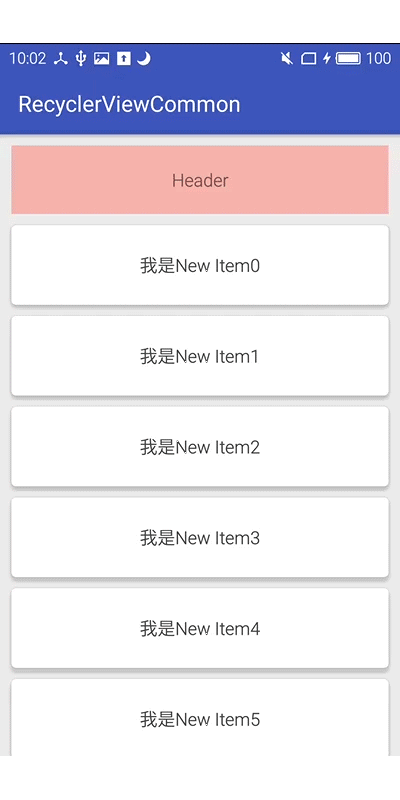 10:02 100
RecyclerViewCommon
Header
我是New Item0
我是New Item1
我是New Item2
我是New Item3
我是New Item4
我是New Item5